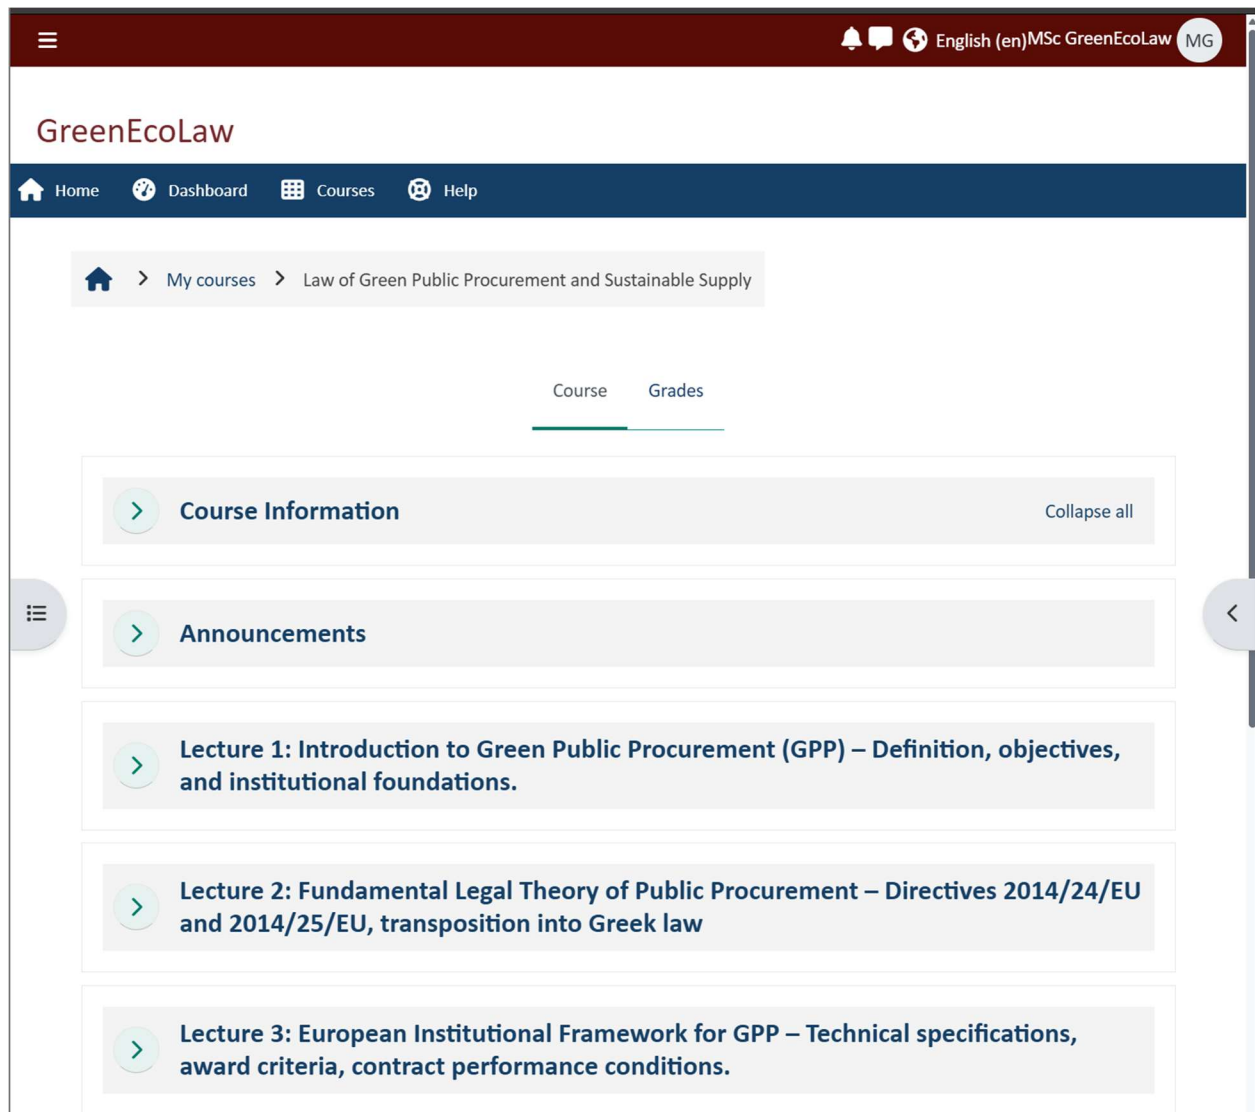 English (en) MSc GreenEcoLaw MG
GreenEcoLaw
Home Dashboard Courses Help
My courses Law of Green Public Procurement and Sustainable Supply
Course Grades
Course Information Collapse all
Announcements
Lecture 1: Introduction to Green Public Procurement (GPP) – Definition, objectives,
and institutional foundations.
Lecture 2: Fundamental Legal Theory of Public Procurement – Directives 2014/24/EU
and 2014/25/EU, transposition into Greek law
Lecture 3: European Institutional Framework for GPP – Technical specifications,
award criteria, contract performance conditions.